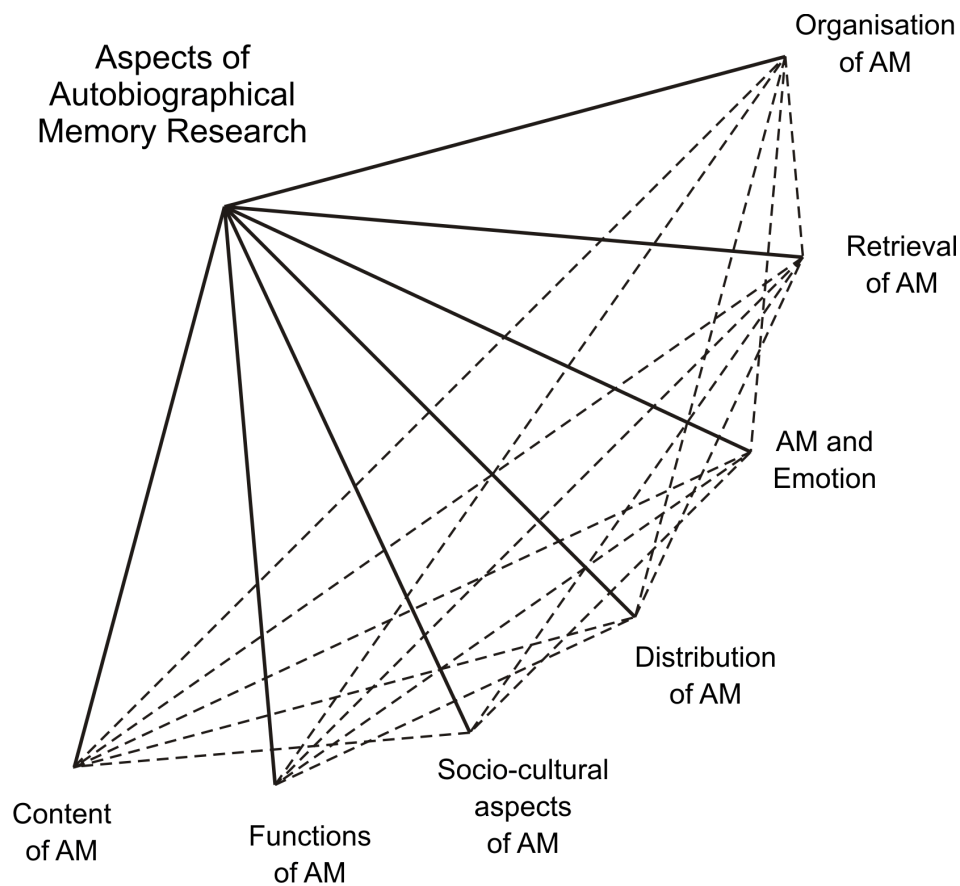 Aspects of
Autobiographical
Memory Research
Organisation
of AM
Retrieval
of AM
AM and
Emotion
Distribution
of AM
Socio-cultural
aspects
of AM
Functions
of AM
Content
of AM